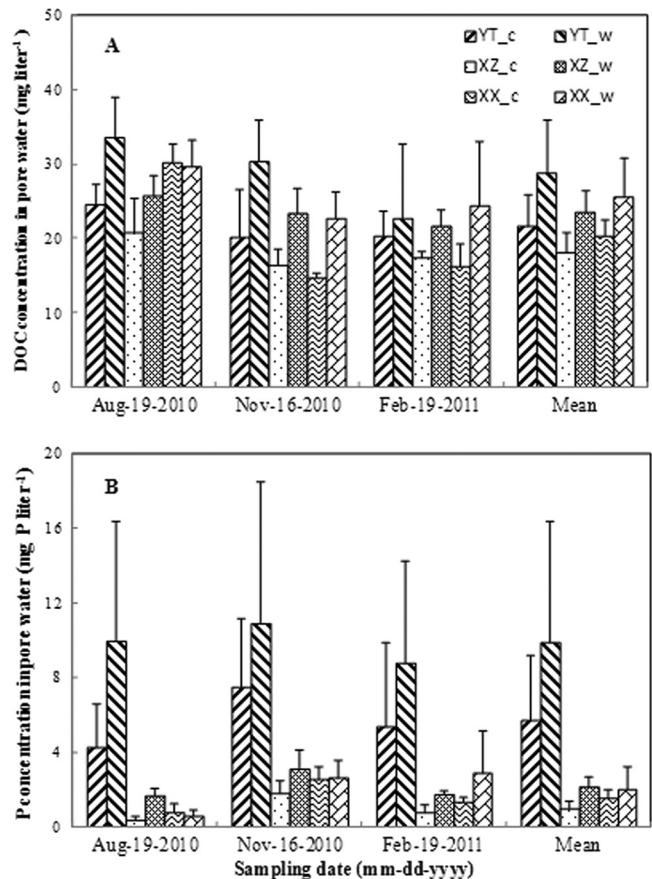 50
A
YT_c YT_w
XZ_c XZ_w
XX_c XX_w
40
30
20
10
0
DOC concentration in pore water (mg liter-1)
Aug-19-2010 Nov-16-2010 Feb-19-2011 Mean
20
B
16
12
8
4
0
P concentration in pore water (mg P liter-1)
Aug-19-2010 Nov-16-2010 Feb-19-2011 Mean
Sampling date (mm-dd-yyyy)